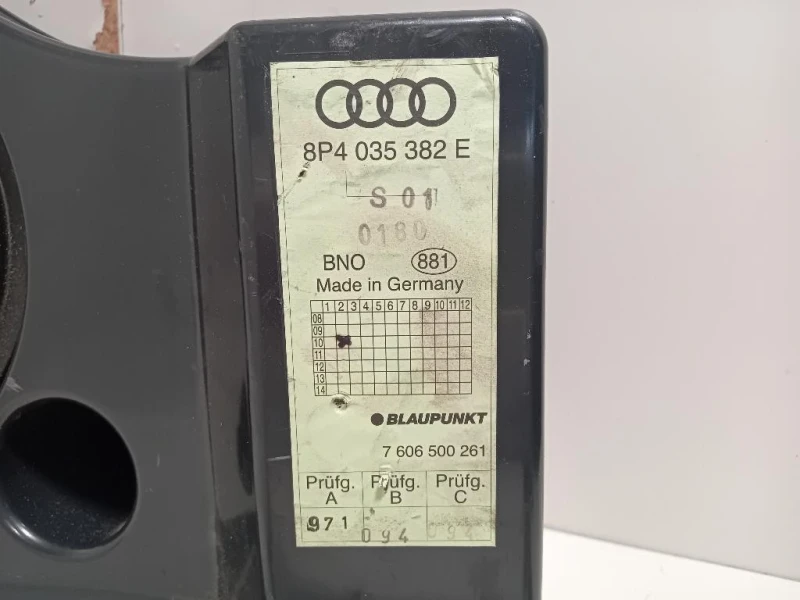 8P4 035 382 E
S 01
0180
BNO 881
Made in Germany
1 2 3 4 5 6 7 8 9 10 11 12
08
09
10
11
12
13
14
BLAUPUNKT
7 606 500 261
Prüfg. Prüfg. Prüfg.
A B C
971 094